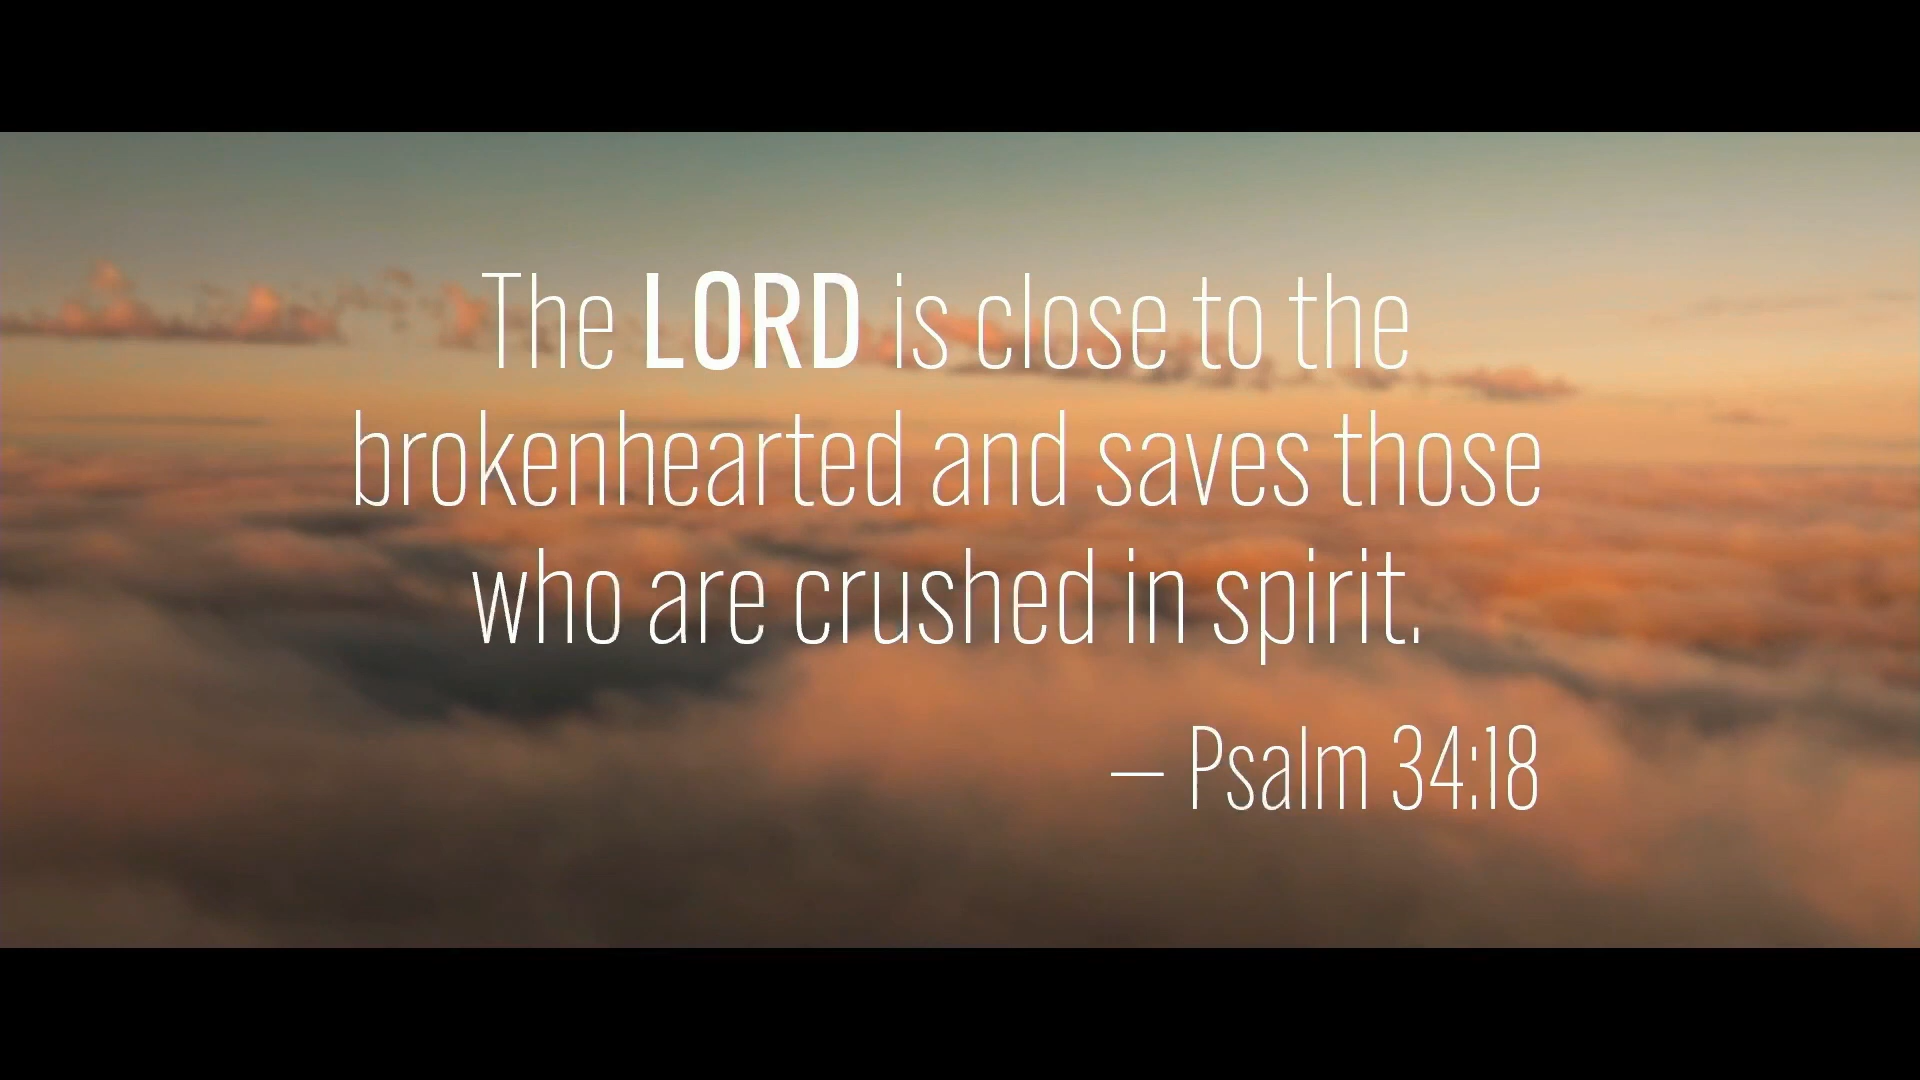 The LORD is close to the
brokenhearted and saves those
who are crushed in spirit.
— Psalm 34:18